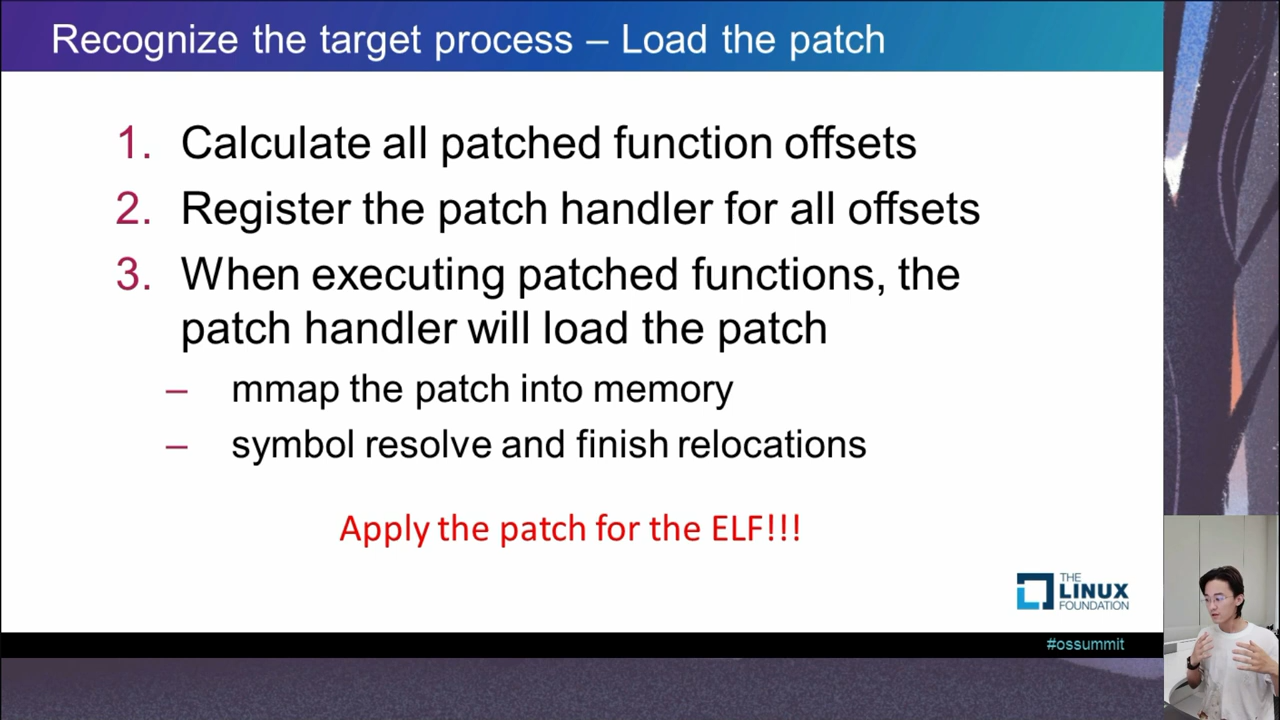 Recognize the target process – Load the patch
1. Calculate all patched function offsets
2. Register the patch handler for all offsets
3. When executing patched functions, the
patch handler will load the patch
– mmap the patch into memory
– symbol resolve and finish relocations
Apply the patch for the ELF!!!
THE
LINUX
FOUNDATION
#ossummit